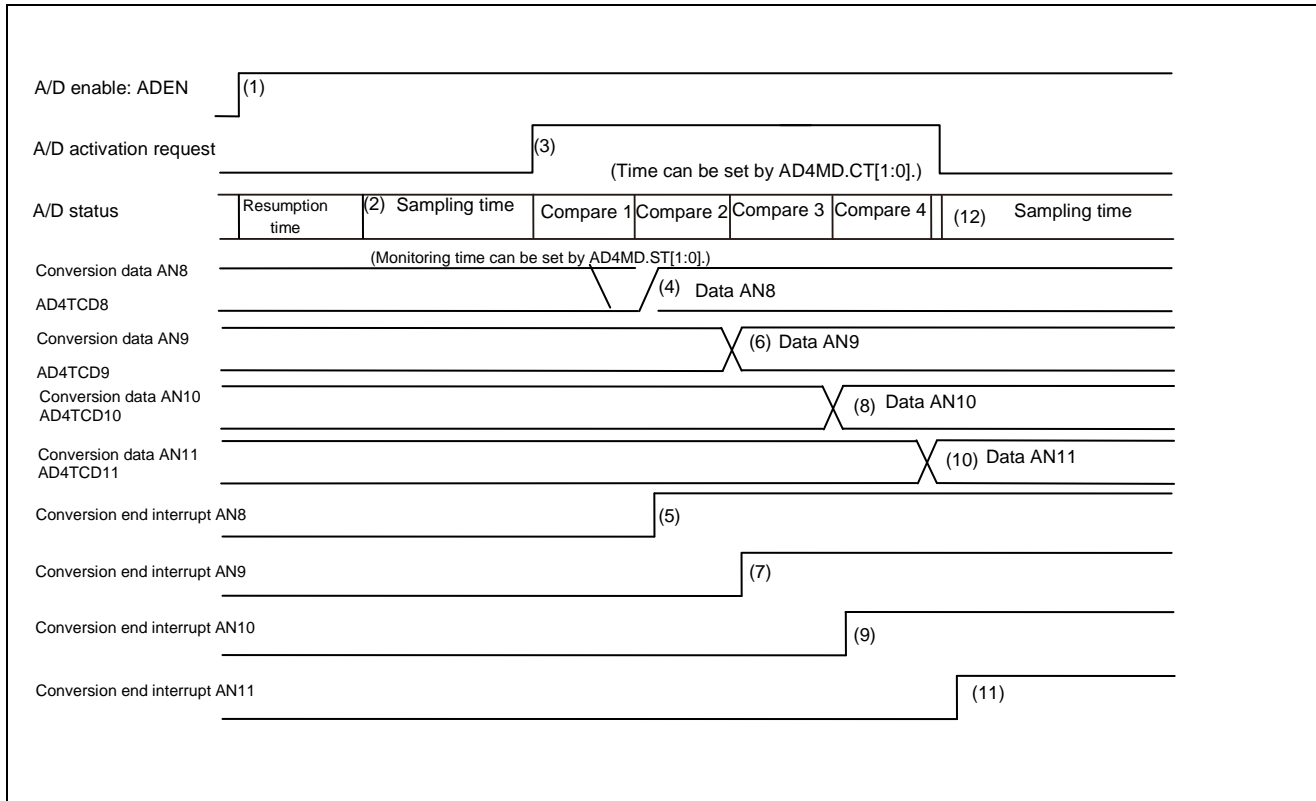 A/D enable: ADEN
(1)
A/D activation request
(3)
(Time can be set by AD4MD.CT[1:0].)
A/D status
Resumption
time
(2) Sampling time
Compare 1
Compare 2
Compare 3
Compare 4
(12) Sampling time
(Monitoring time can be set by AD4MD.ST[1:0].)
Conversion data AN8
AD4TCD8
(4) Data AN8
Conversion data AN9
AD4TCD9
(6) Data AN9
Conversion data AN10
AD4TCD10
(8) Data AN10
Conversion data AN11
AD4TCD11
(10) Data AN11
Conversion end interrupt AN8
(5)
Conversion end interrupt AN9
(7)
Conversion end interrupt AN10
(9)
Conversion end interrupt AN11
(11)